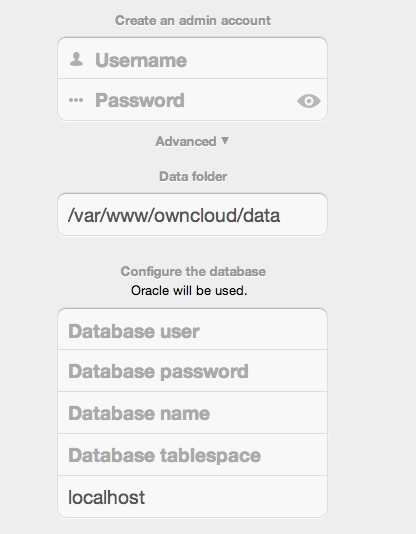 Create an admin account
Username
Password
Advanced ▼
Data folder
/var/www/owncloud/data
Configure the database
Oracle will be used.
Database user
Database password
Database name
Database tablespace
localhost